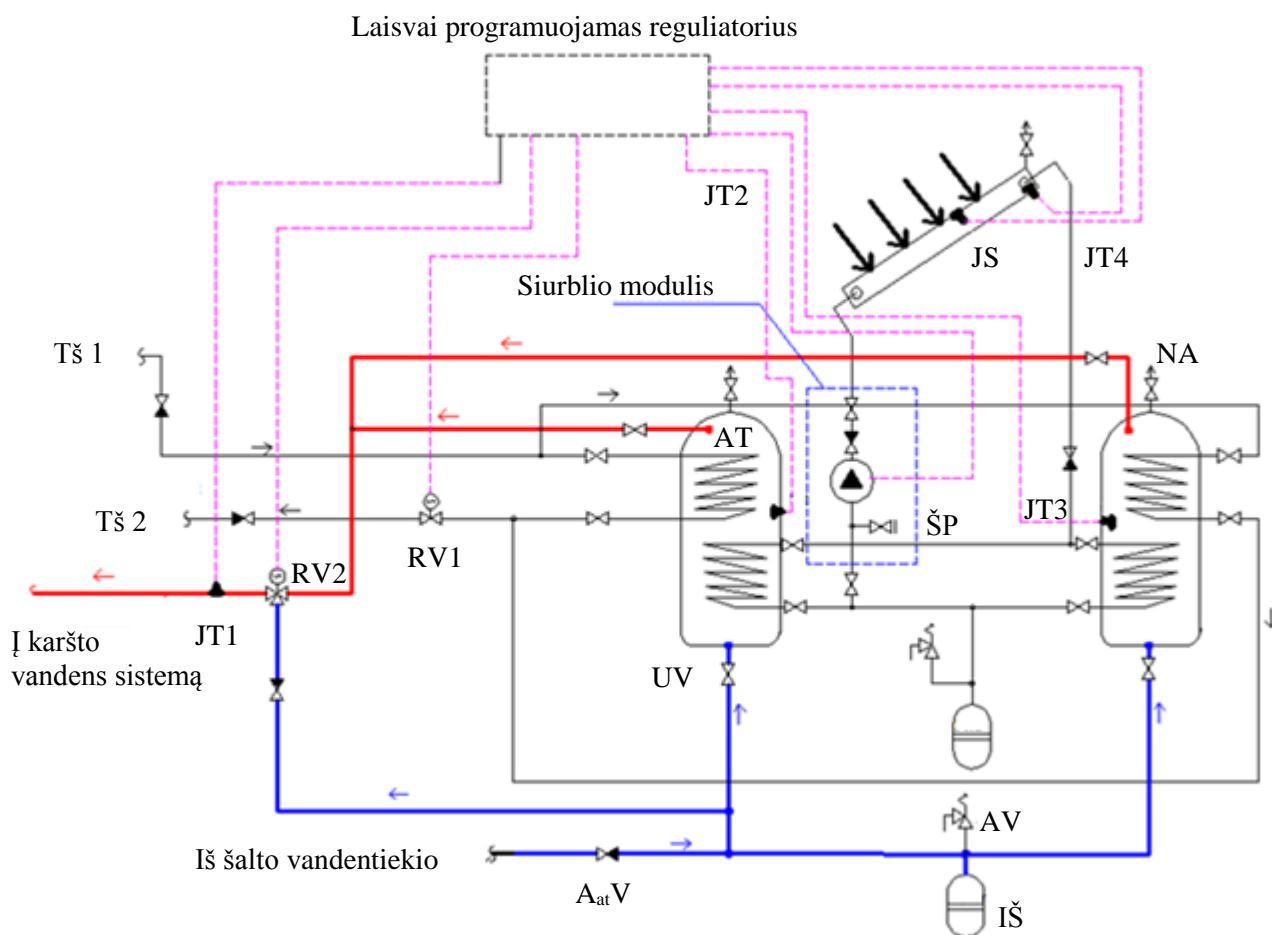 Laisvai programuojamas reguliatorius
JT2
JS
JT4
Siurblio modulis
Tš 1
NA
AT
Tš 2
RV1
ŠP
JT3
RV2
JT1
Į karšto
vandens sistemą
UV
AV
Iš šalto vandentiekio
AatV
IŠ